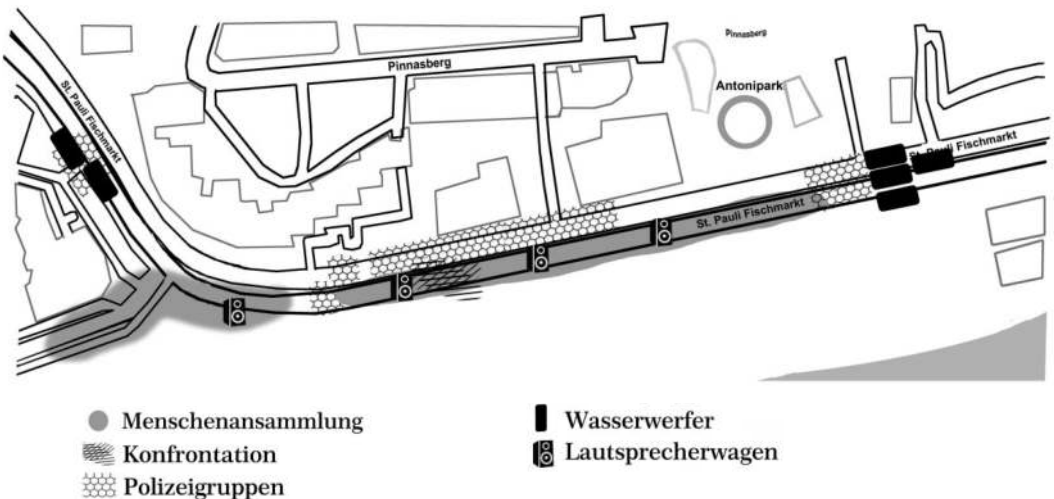 Pinnasberg
Pinnasberg
Antonipark
St. Pauli Fischmarkt
St. Pauli Fischmarkt
St. Pauli Fischmarkt
Menschenansammlung
Konfrontation
Polizeigruppen
Wasserwerfer
Lautsprecherwagen